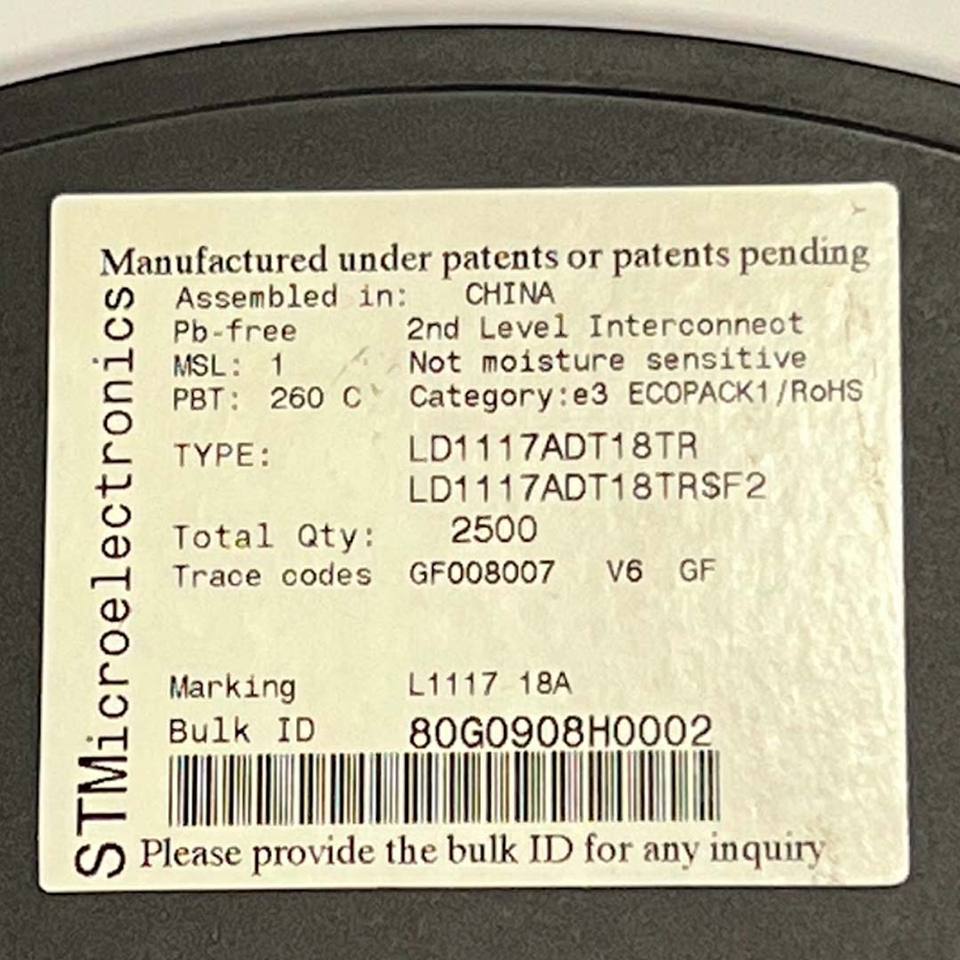 Manufactured under patents or patents pending
STMicroelectronics
Assembled in: CHINA
Pb-free 2nd Level Interconnect
MSL: 1 Not moisture sensitive
PBT: 260 C Category:e3 ECOPACK1/RoHS
TYPE: LD1117ADT18TR
LD1117ADT18TRSF2
Total Qty: 2500
Trace codes GF008007 V6 GF
Marking L1117 18A
Bulk ID 80G0908H0002
Please provide the bulk ID for any inquiry